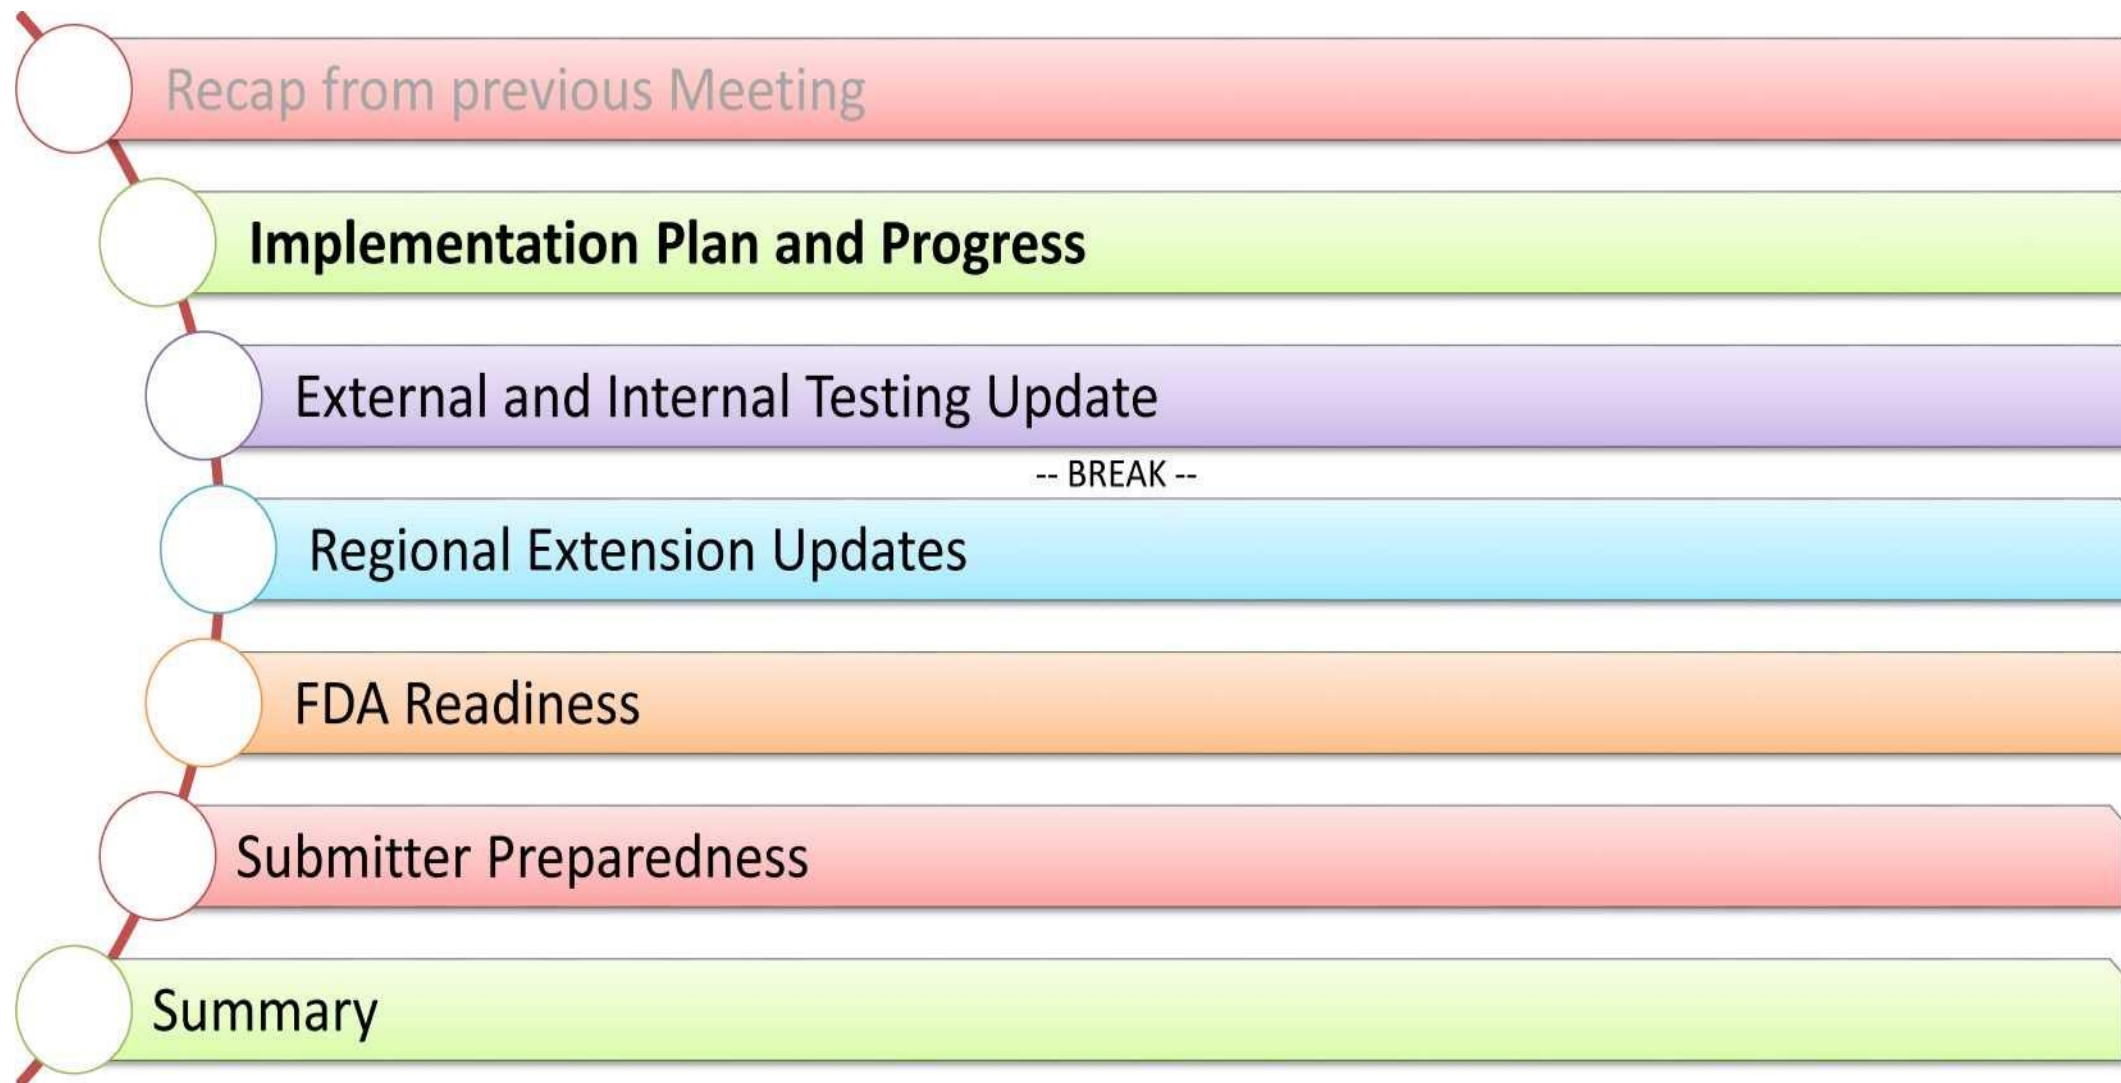 Recap from previous Meeting
Implementation Plan and Progress
External and Internal Testing Update
-- BREAK --
Regional Extension Updates
FDA Readiness
Submitter Preparedness
Summary